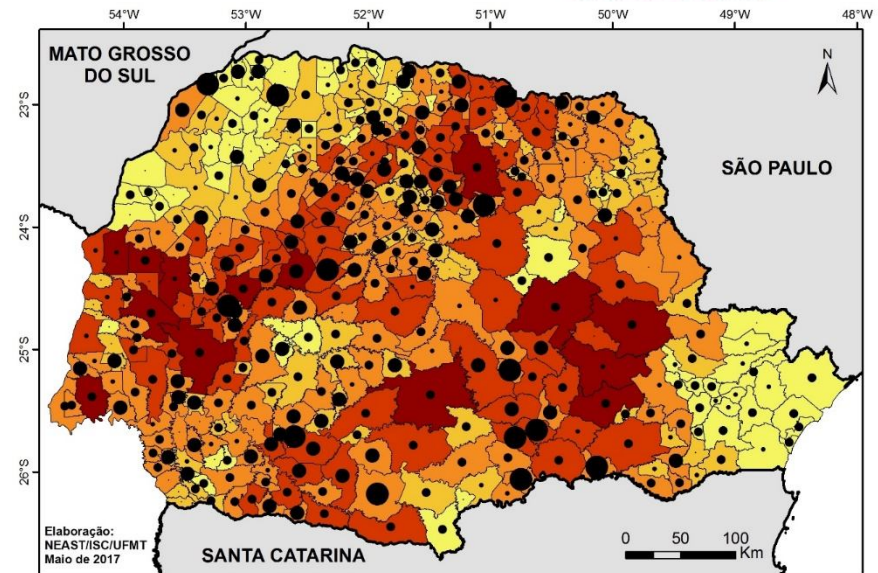 54°W 53°W 52°W 51°W 50°W 49°W 48°W
MATO GROSSO
DO SUL
N
23°S
SÃO PAULO
24°S
25°S
26°S
Elaboração:
NEAST/ISC/UFMT
Maio de 2017
SANTA CATARINA
0 50 100
Km